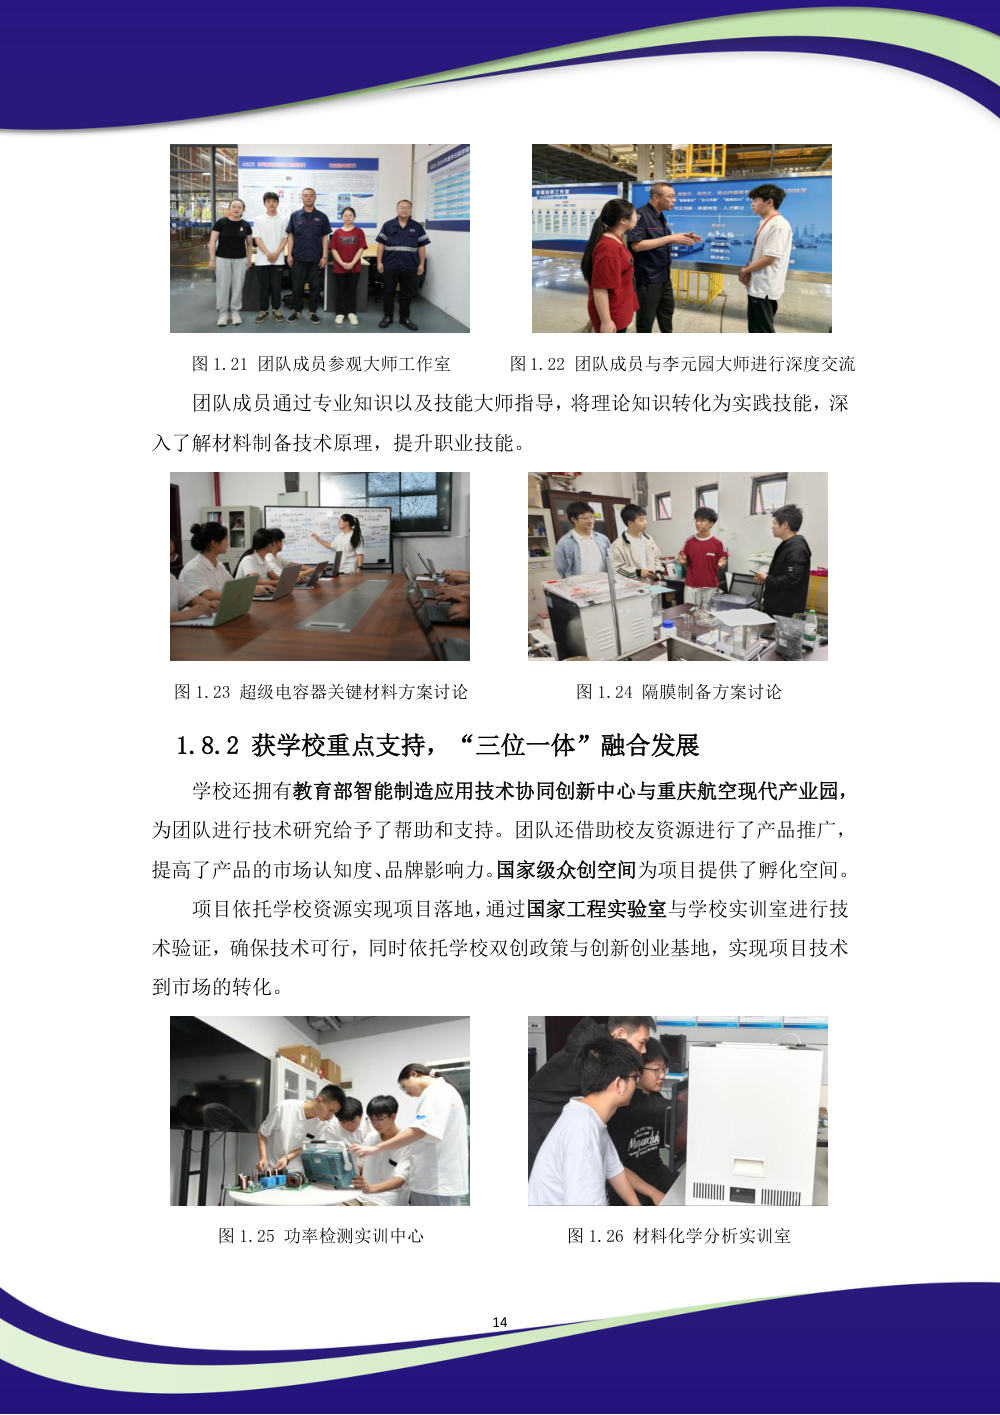 图 1.21 团队成员参观大师工作室
图 1.22 团队成员与李元园大师进行深度交流
团队成员通过专业知识以及技能大师指导，将理论知识转化为实践技能，深
入了解材料制备技术原理，提升职业技能。
图 1.23 超级电容器关键材料方案讨论
图 1.24 隔膜制备方案讨论
1.8.2 获学校重点支持，“三位一体”融合发展
学校还拥有教育部智能制造应用技术协同创新中心与重庆航空现代产业园，
为团队进行技术研究给予了帮助和支持。团队还借助校友资源进行了产品推广，
提高了产品的市场认知度、品牌影响力。国家级众创空间为项目提供了孵化空间。
项目依托学校资源实现项目落地，通过国家工程实验室与学校实训室进行技
术验证，确保技术可行，同时依托学校双创政策与创新创业基地，实现项目技术
到市场的转化。
图 1.25 功率检测实训中心
图 1.26 材料化学分析实训室
14